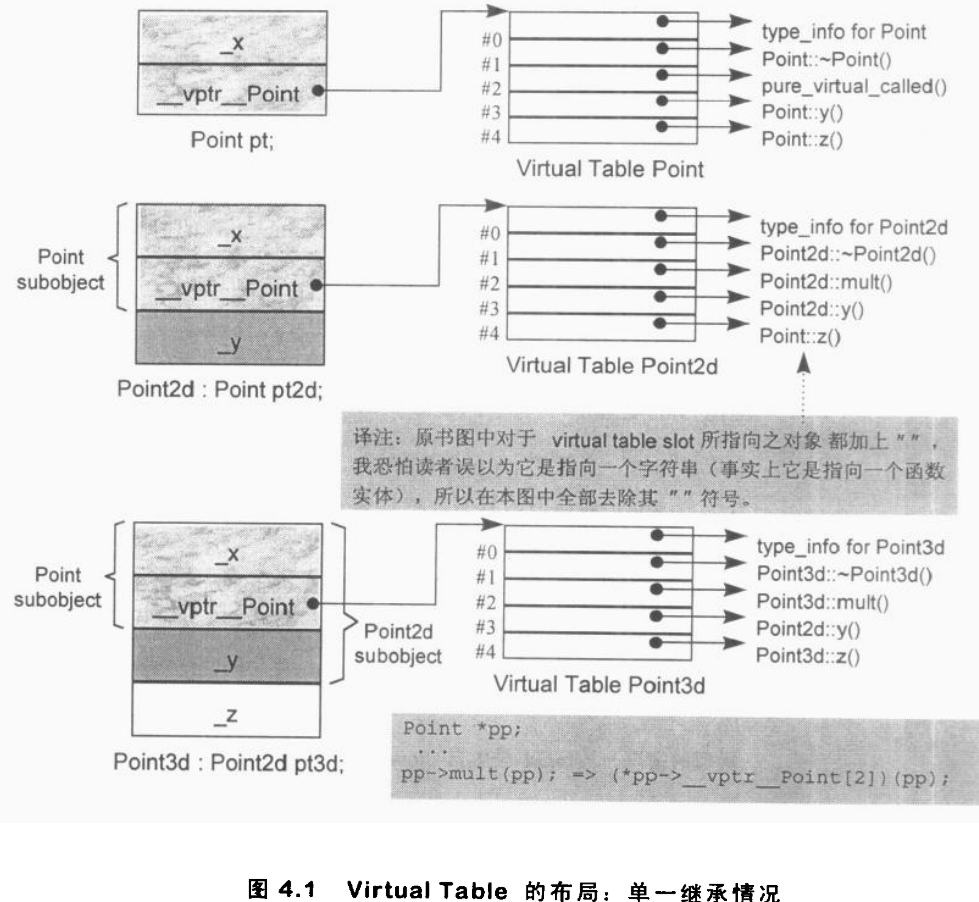 _x
__vptr__Point
Point pt;
#0
#1
#2
#3
#4
type_info for Point
Point::~Point()
pure_virtual_called()
Point::y()
Point::z()
Virtual Table Point
Point
subobject
_x
__vptr__Point
_y
Point2d : Point pt2d;
#0
#1
#2
#3
#4
type_info for Point2d
Point2d::~Point2d()
Point2d::mult()
Point2d::y()
Point::z()
Virtual Table Point2d
译注：原书图中对于 virtual table slot 所指向之对象 都加上 " "，
我恐怕读者误以为它是指向一个字符串（事实上它是指向一个函数
实体），所以在本图中全部去除其 " " 符号。
Point
subobject
_x
__vptr__Point
_y
_z
Point2d
subobject
Point3d : Point2d pt3d;
#0
#1
#2
#3
#4
type_info for Point3d
Point3d::~Point3d()
Point3d::mult()
Point2d::y()
Point3d::z()
Virtual Table Point3d
Point *pp;
...
pp->mult(pp); => (*pp->__vptr__Point[2])(pp);
图 4.1 Virtual Table 的布局：单一继承情况